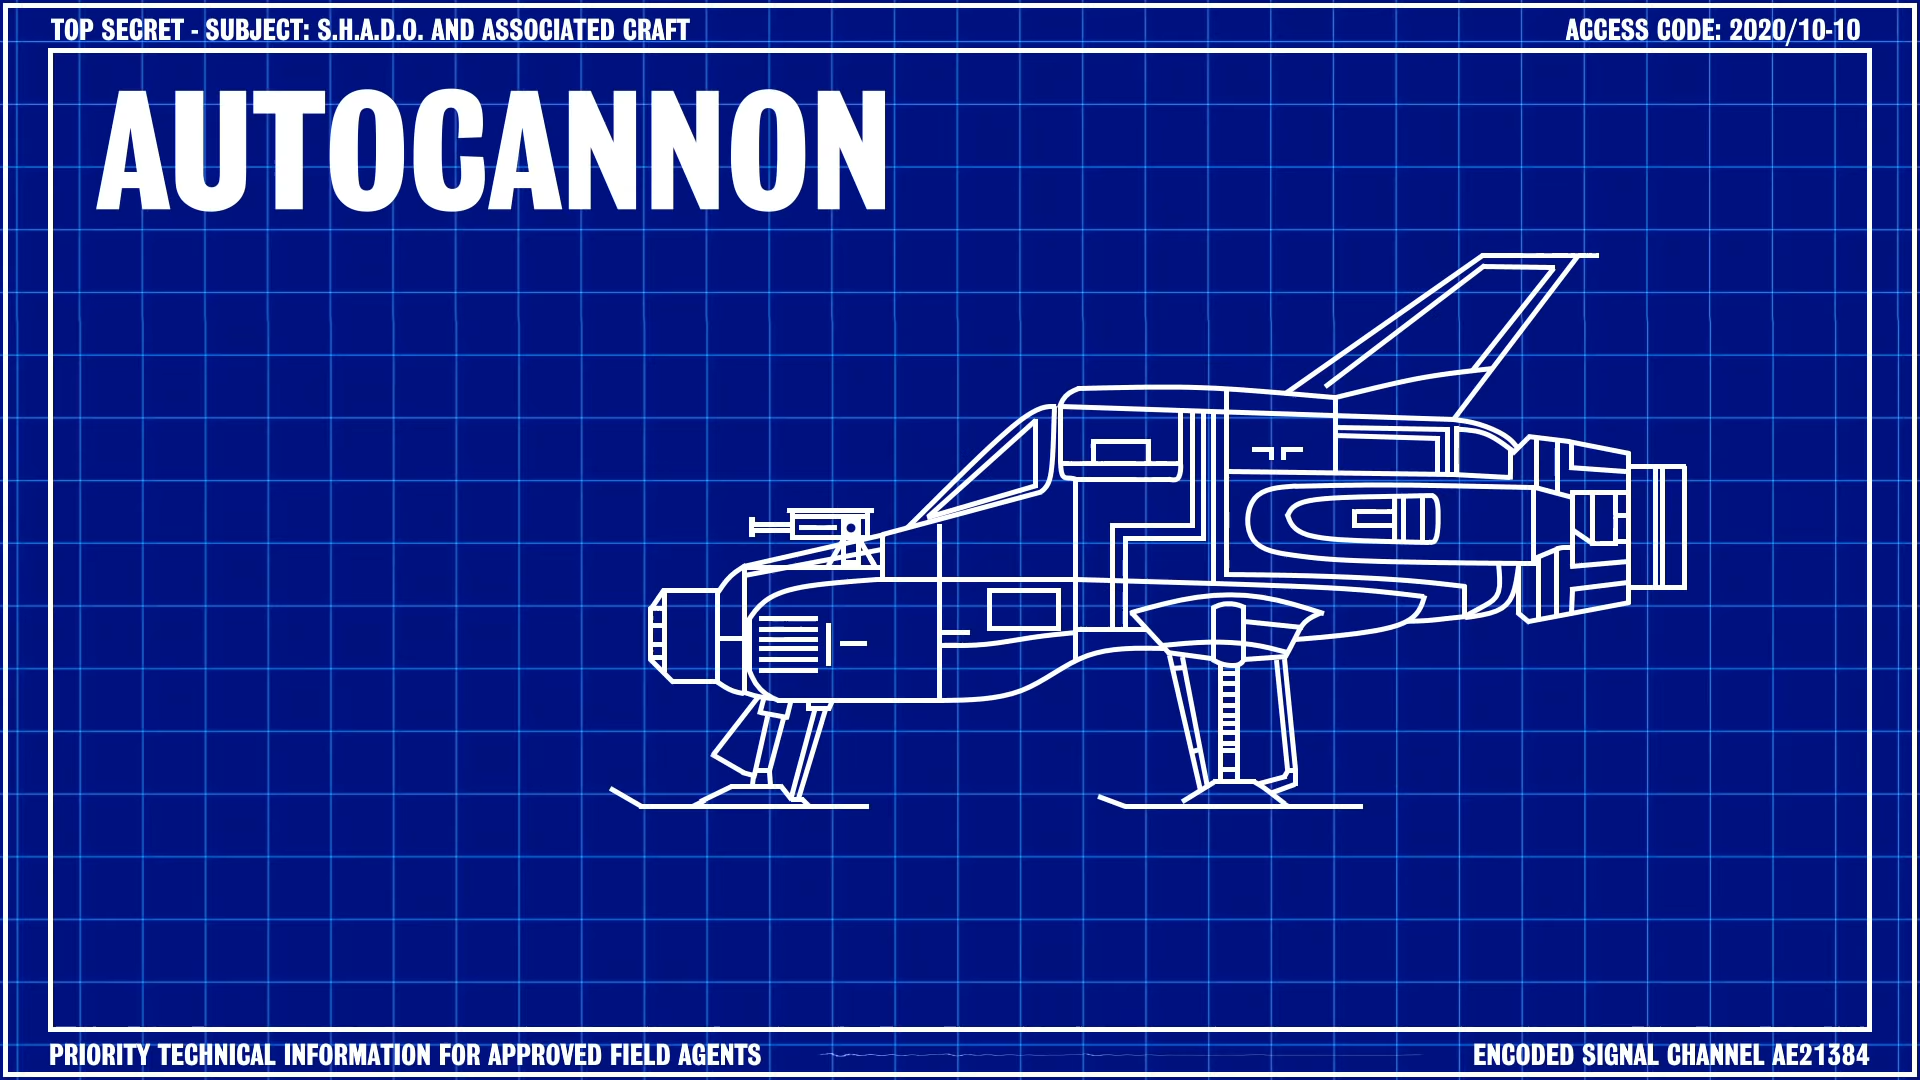 TOP SECRET - SUBJECT: S.H.A.D.O. AND ASSOCIATED CRAFT
ACCESS CODE: 2020/10-10
AUTOCANNON
PRIORITY TECHNICAL INFORMATION FOR APPROVED FIELD AGENTS
ENCODED SIGNAL CHANNEL AE21384